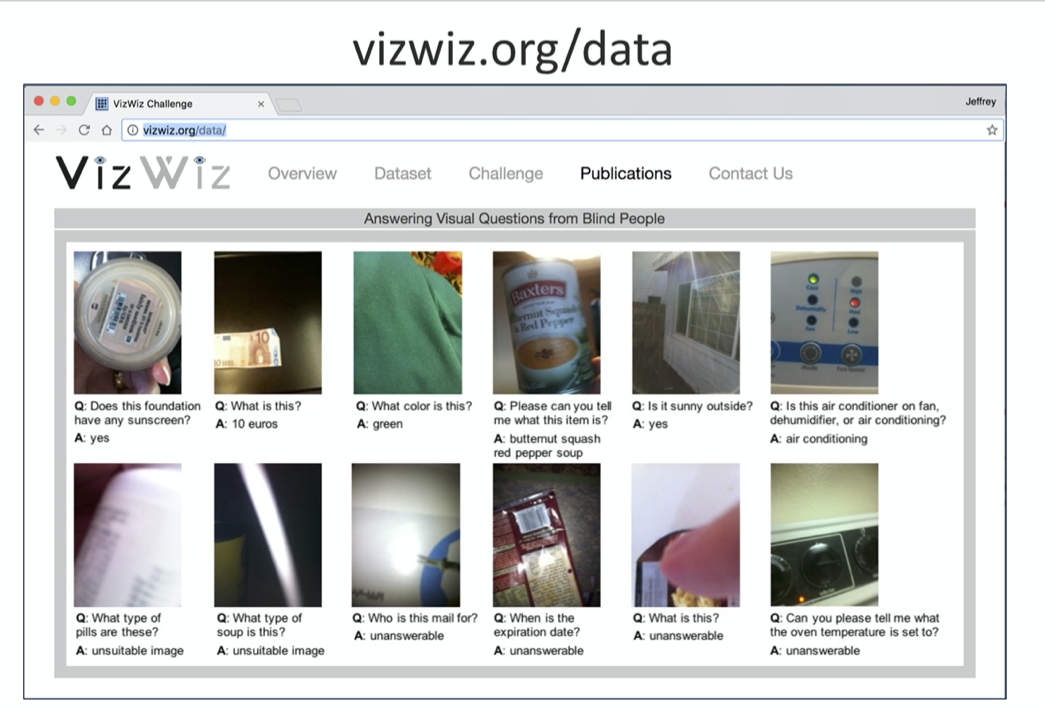 vizwiz.org/data
VizWiz Challenge
Jeffrey
vizwiz.org/data/
VizWiz
Overview
Dataset
Challenge
Publications
Contact Us
Answering Visual Questions from Blind People
10
Baxters
Butternut Squash
& Red Pepper
Cool
High
Dehumidify
Med
Fan
Low
Mode
Fan Speed
Q: Does this foundation
have any sunscreen?
A: yes
Q: What is this?
A: 10 euros
Q: What color is this?
A: green
Q: Please can you tell
me what this item is?
A: butternut squash
red pepper soup
Q: Is it sunny outside?
A: yes
Q: Is this air conditioner on fan,
dehumidifier, or air conditioning?
A: air conditioning
Q: What type of
pills are these?
A: unsuitable image
Q: What type of
soup is this?
A: unsuitable image
Q: Who is this mail for?
A: unanswerable
Q: When is the
expiration date?
A: unanswerable
Q: What is this?
A: unanswerable
Q: Can you please tell me what
the oven temperature is set to?
A: unanswerable